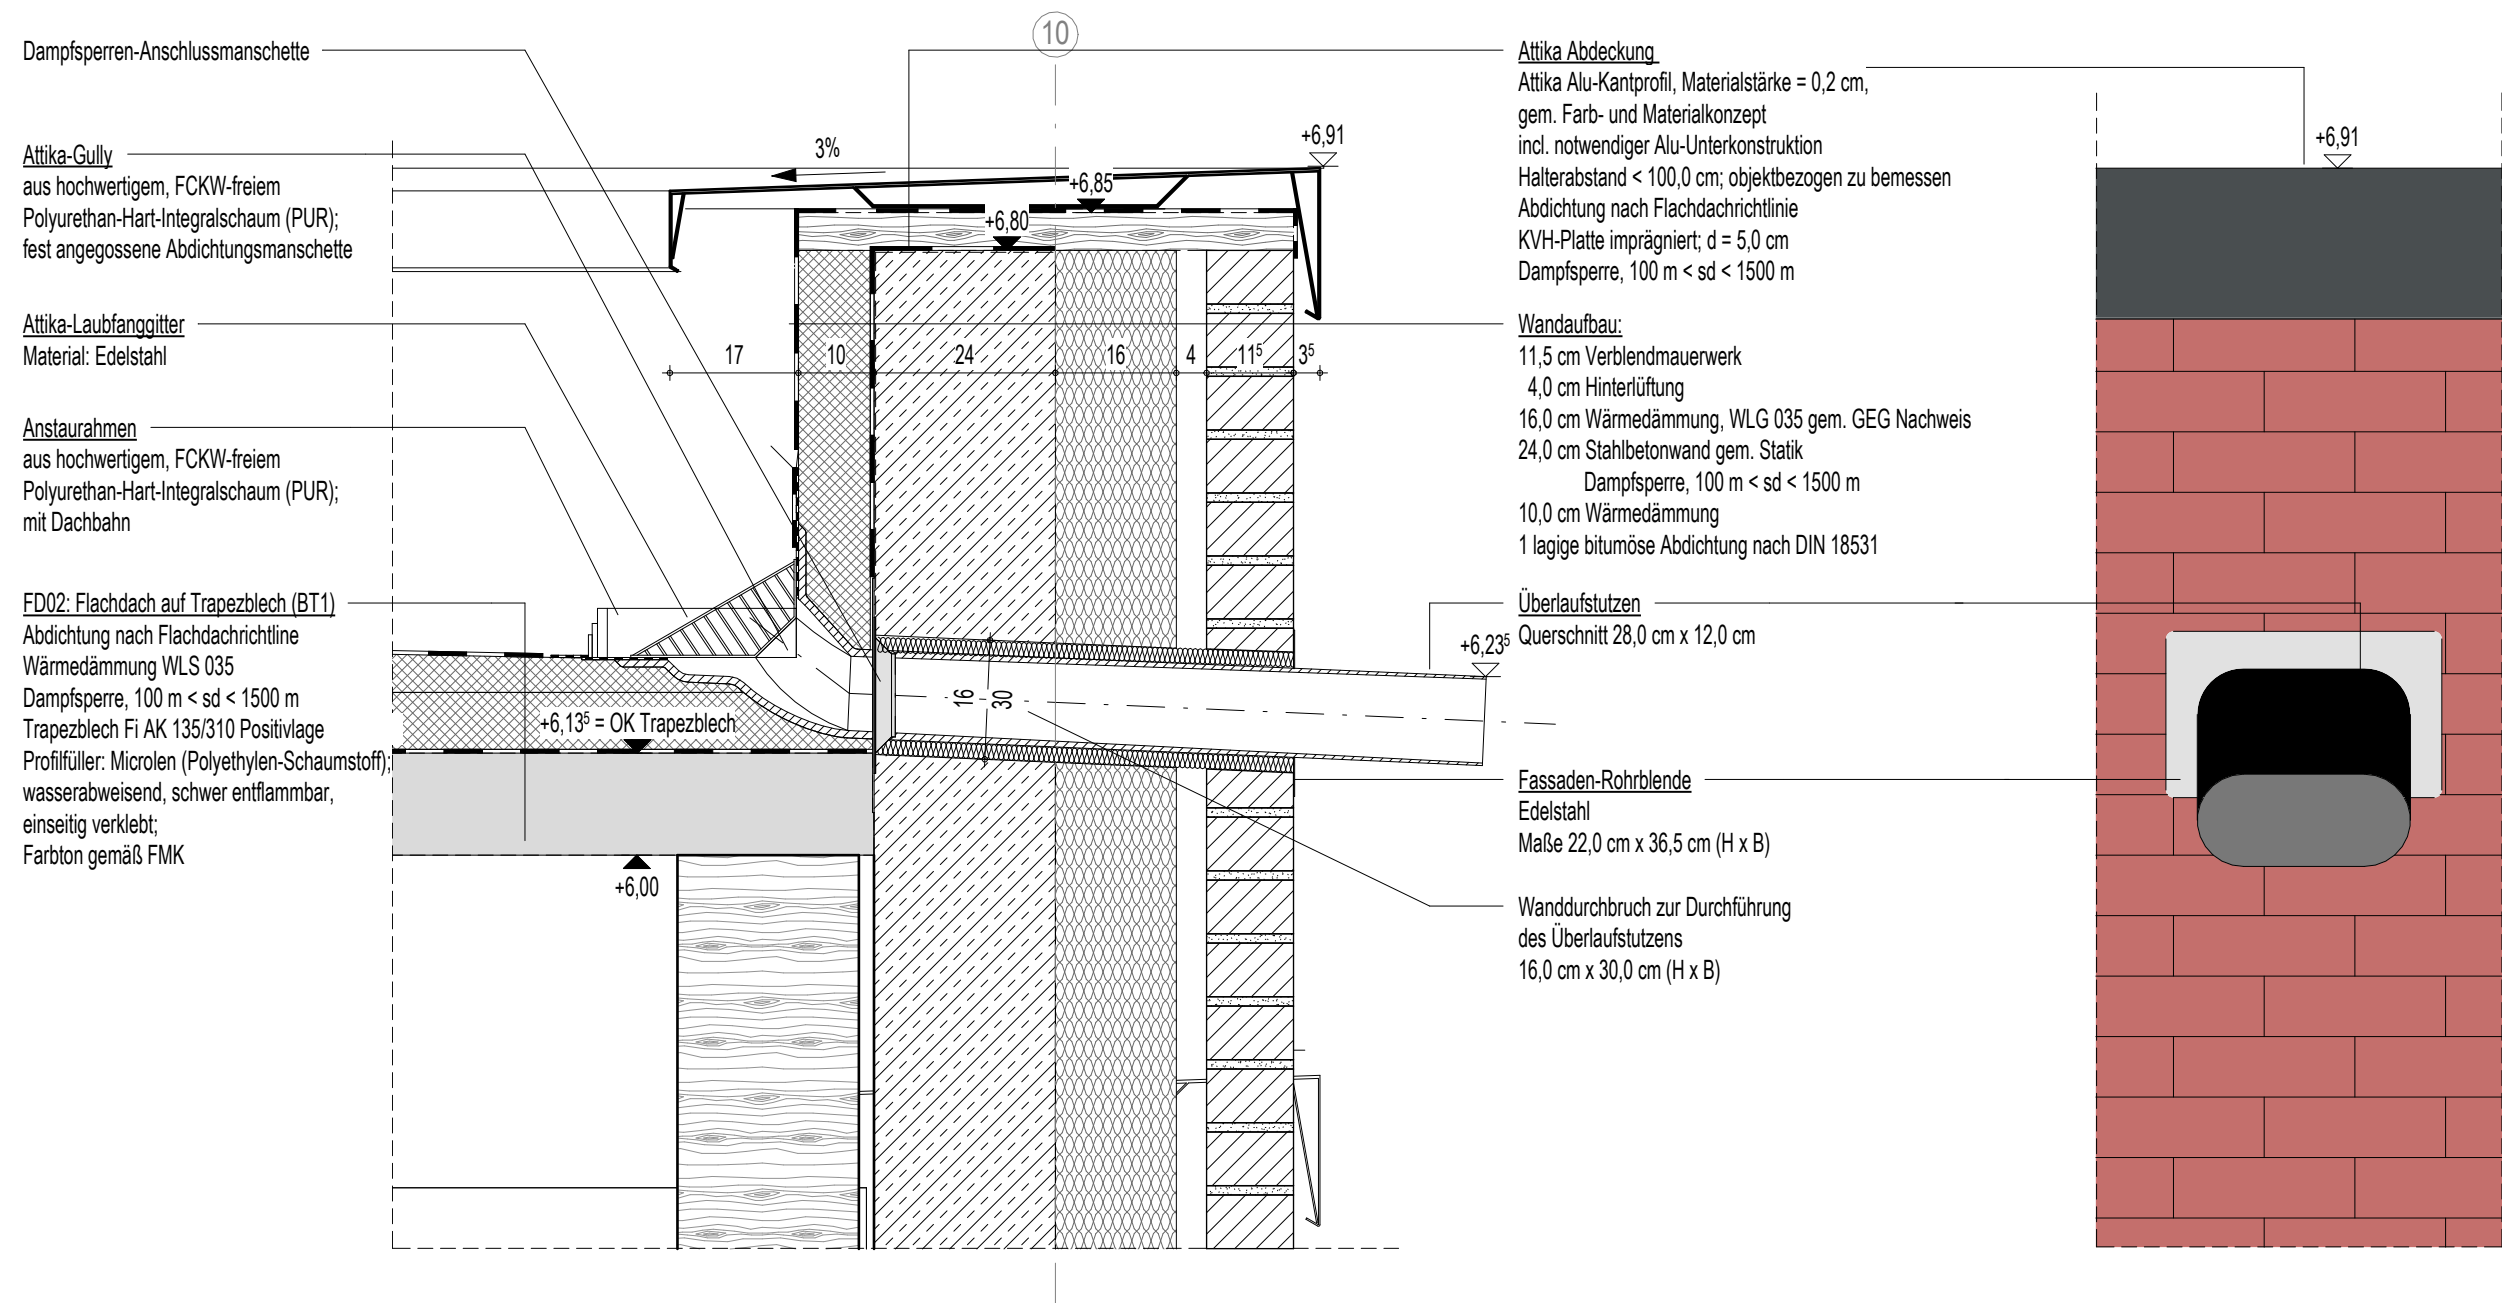 Dampfsperren-Anschlussmanschette
Attika-Gully
aus hochwertigem, FCKW-freiem
Polyurethan-Hart-Integralschaum (PUR);
fest angegossene Abdichtungsmanschette
Attika-Laubfanggitter
Material: Edelstahl
Anstaurahmen
aus hochwertigem, FCKW-freiem
Polyurethan-Hart-Integralschaum (PUR);
mit Dachbahn
FD02: Flachdach auf Trapezblech (BT1)
Abdichtung nach Flachdachrichtline
Wärmedämmung WLS 035
Dampfsperre, 100 m < sd < 1500 m
Trapezblech Fi AK 135/310 Positivlage
Profilfüller: Microlen (Polyethylen-Schaumstoff);
wasserabweisend, schwer entflammbar,
einseitig verklebt;
Farbton gemäß FMK
10
3%
+6,91
+6,85
+6,80
17
10
24
16
4
11⁵
3⁵
16
30
+6,23⁵
+6,13⁵ = OK Trapezblech
+6,00
Attika Abdeckung
Attika Alu-Kantprofil, Materialstärke = 0,2 cm,
gem. Farb- und Materialkonzept
incl. notwendiger Alu-Unterkonstruktion
Halterabstand < 100,0 cm; objektbezogen zu bemessen
Abdichtung nach Flachdachrichtlinie
KVH-Platte imprägniert; d = 5,0 cm
Dampfsperre, 100 m < sd < 1500 m
Wandaufbau:
11,5 cm Verblendmauerwerk
4,0 cm Hinterlüftung
16,0 cm Wärmedämmung, WLG 035 gem. GEG Nachweis
24,0 cm Stahlbetonwand gem. Statik
Dampfsperre, 100 m < sd < 1500 m
10,0 cm Wärmedämmung
1 lagige bitumöse Abdichtung nach DIN 18531
Überlaufstutzen
Querschnitt 28,0 cm x 12,0 cm
Fassaden-Rohrblende
Edelstahl
Maße 22,0 cm x 36,5 cm (H x B)
Wanddurchbruch zur Durchführung
des Überlaufstutzens
16,0 cm x 30,0 cm (H x B)
+6,91